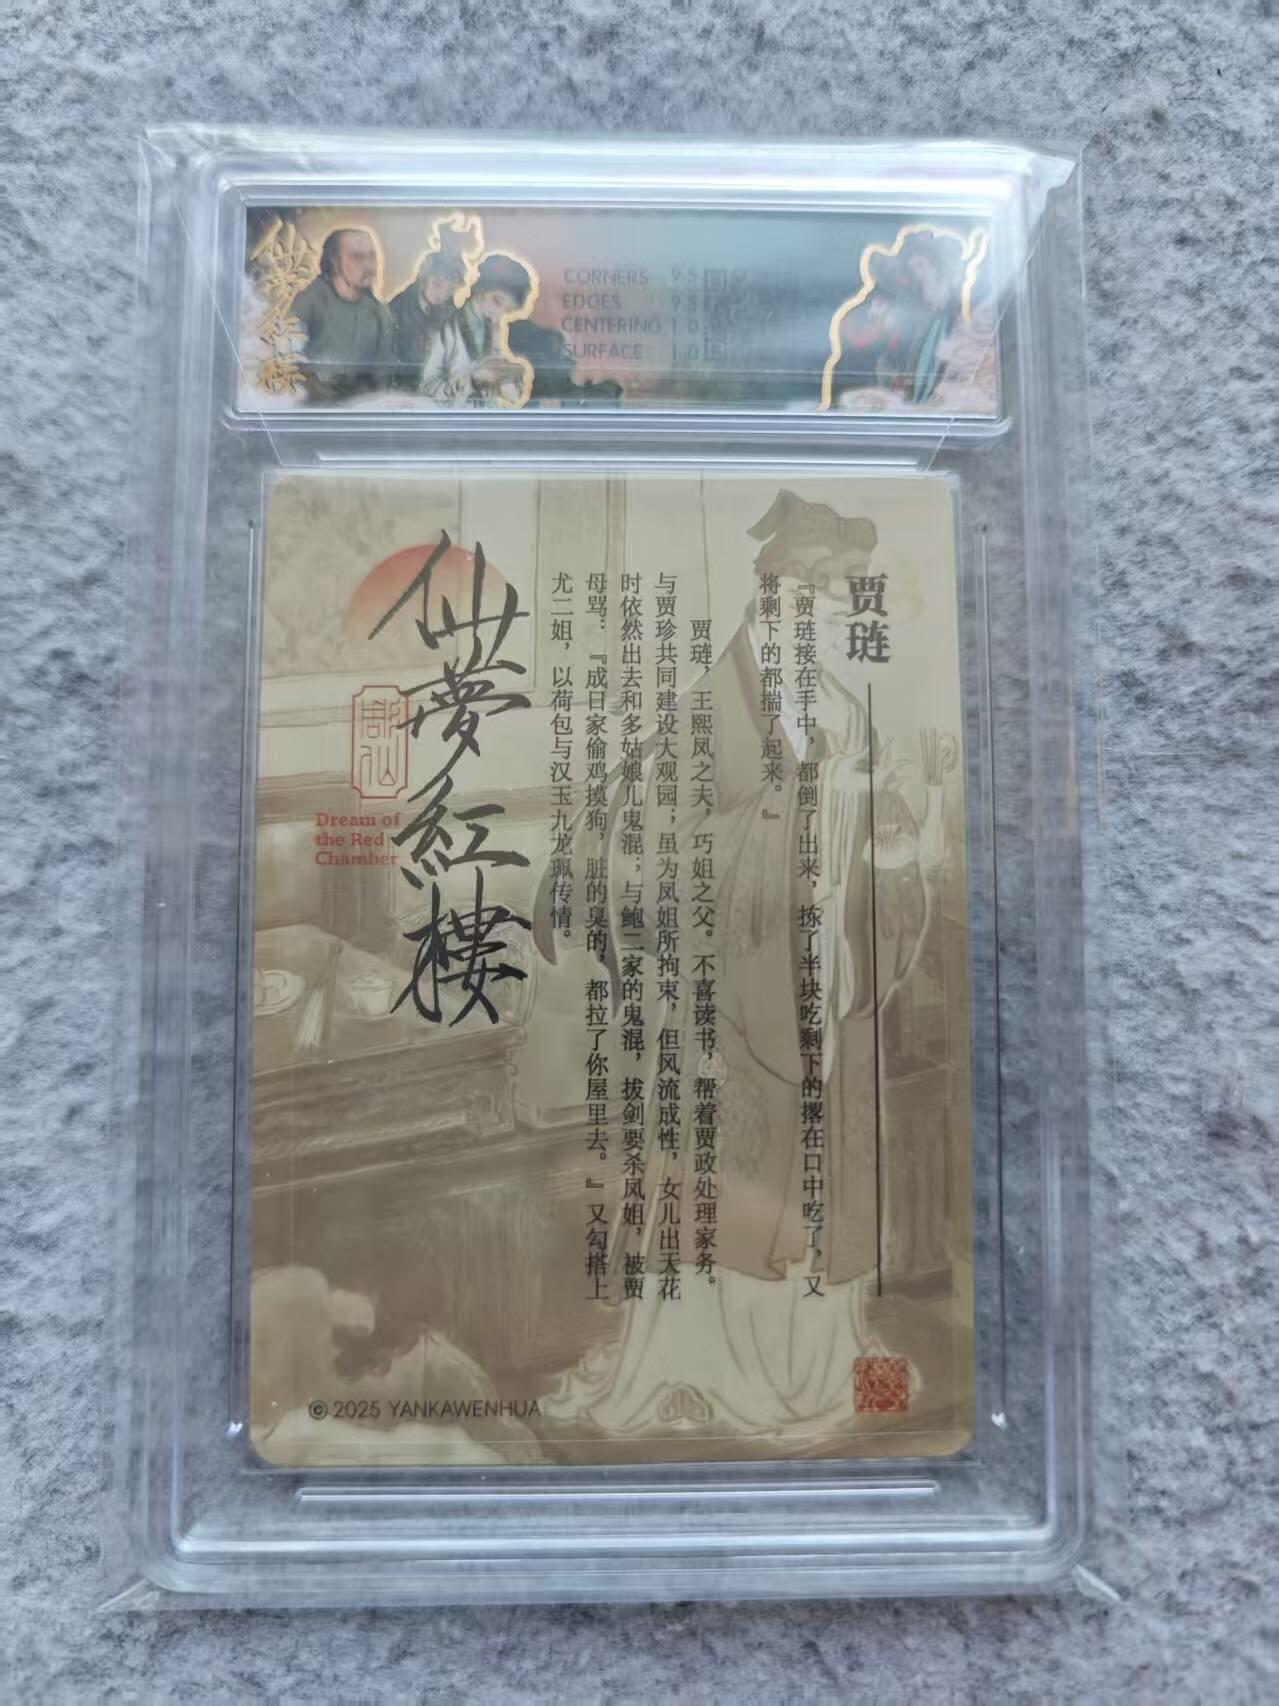 仙梦红楼
CORNERS 9.5
EDGES 9.5
CENTERING 10
SURFACE 10
贾琏
『贾琏接在手中，都倒了出来，拣了半块吃剩下的撂在口中吃了，又
将剩下的都揣了起来。』
贾琏，王熙凤之夫，巧姐之父。不喜读书，帮着贾政处理家务。
与贾珍共同建设大观园；虽为凤姐所拘束，但风流成性，女儿出天花
时依然出去和多姑娘儿鬼混；与鲍二家的鬼混，拔剑要杀凤姐，被贾
母骂：『成日家偷鸡摸狗，脏的臭的，都拉了你屋里去。』又勾搭上
尤二姐，以荷包与汉玉九龙珮传情。
仙夢紅樓
Dream of
the Red
Chamber
© 2025 YANKAWENHUA